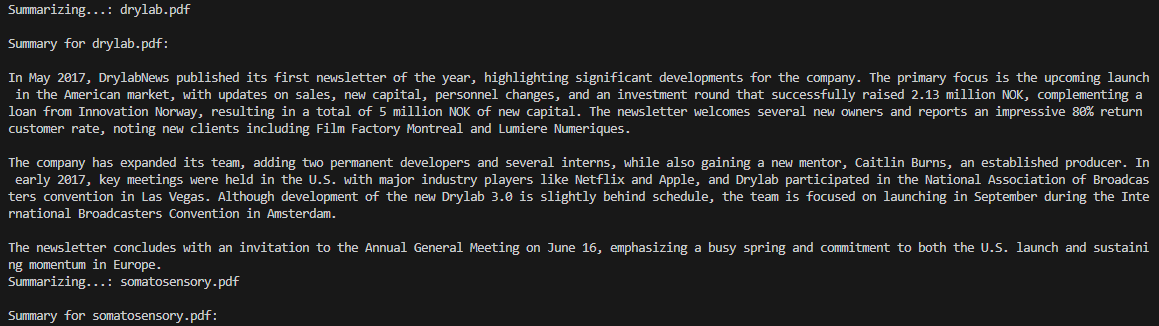 Summarizing...: drylab.pdf
Summary for drylab.pdf:
In May 2017, DrylabNews published its first newsletter of the year, highlighting significant developments for the company. The primary focus is the upcoming launch
in the American market, with updates on sales, new capital, personnel changes, and an investment round that successfully raised 2.13 million NOK, complementing a
loan from Innovation Norway, resulting in a total of 5 million NOK of new capital. The newsletter welcomes several new owners and reports an impressive 80% return
customer rate, noting new clients including Film Factory Montreal and Lumiere Numeriques.
The company has expanded its team, adding two permanent developers and several interns, while also gaining a new mentor, Caitlin Burns, an established producer. In
early 2017, key meetings were held in the U.S. with major industry players like Netflix and Apple, and Drylab participated in the National Association of Broadcas
ters convention in Las Vegas. Although development of the new Drylab 3.0 is slightly behind schedule, the team is focused on launching in September during the Inte
rnational Broadcasters Convention in Amsterdam.
The newsletter concludes with an invitation to the Annual General Meeting on June 16, emphasizing a busy spring and commitment to both the U.S. launch and sustaini
ng momentum in Europe.
Summarizing...: somatosensory.pdf
Summary for somatosensory.pdf: